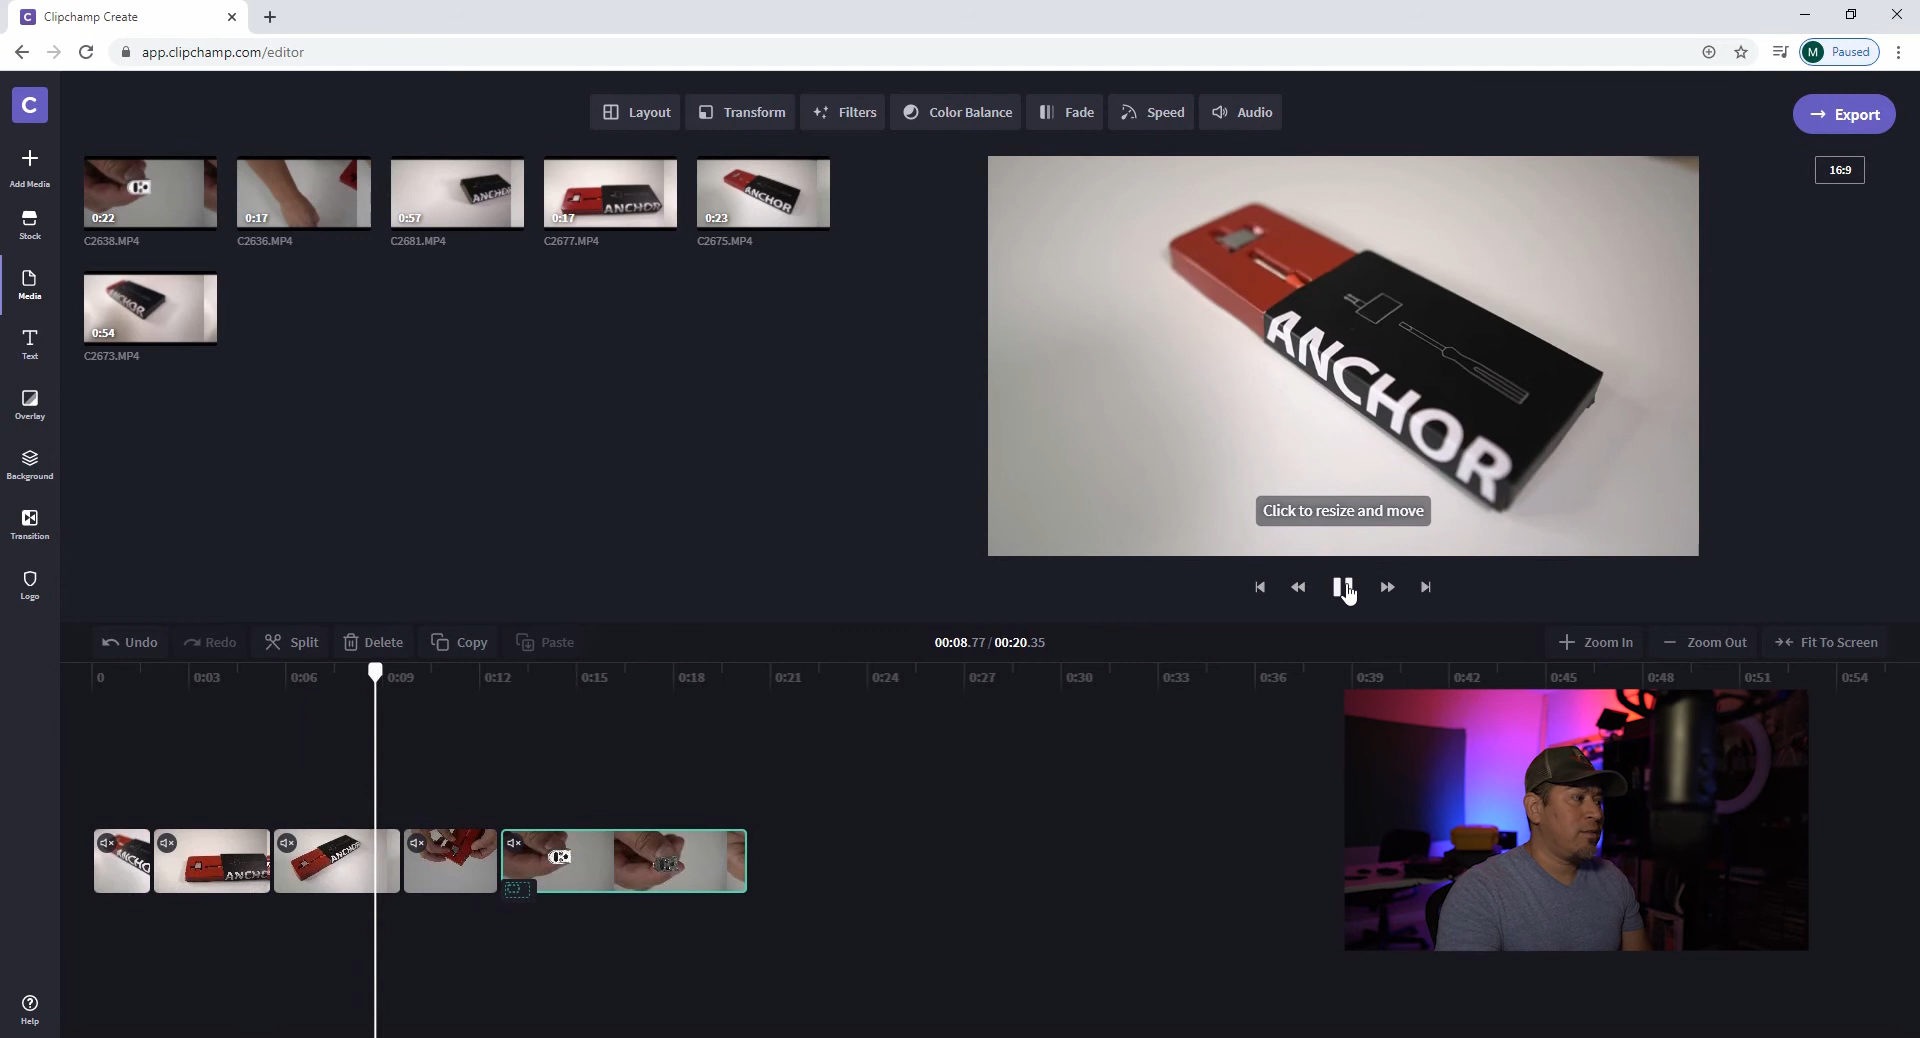 C Clipchamp Create
app.clipchamp.com/editor
M Paused
C
Layout Transform Filters Color Balance Fade Speed Audio
Export
16:9
Add Media
Stock
Media
Text
Overlay
Background
Transition
Logo
Help
0:22 0:17 0:57 0:17 0:23
C2638.MP4 C2636.MP4 C2681.MP4 C2677.MP4 C2675.MP4
ANCHOR
ANCHOR
ANCHOR
0:54
C2673.MP4
ANCHOR
ANCHOR
Click to resize and move
Undo Redo Split Delete Copy Paste
00:08.77 / 00:20.35
Zoom In Zoom Out Fit To Screen
0 0:03 0:06 0:09 0:12 0:15 0:18 0:21 0:24 0:27 0:30 0:33 0:36 0:39 0:42 0:45 0:48 0:51 0:54